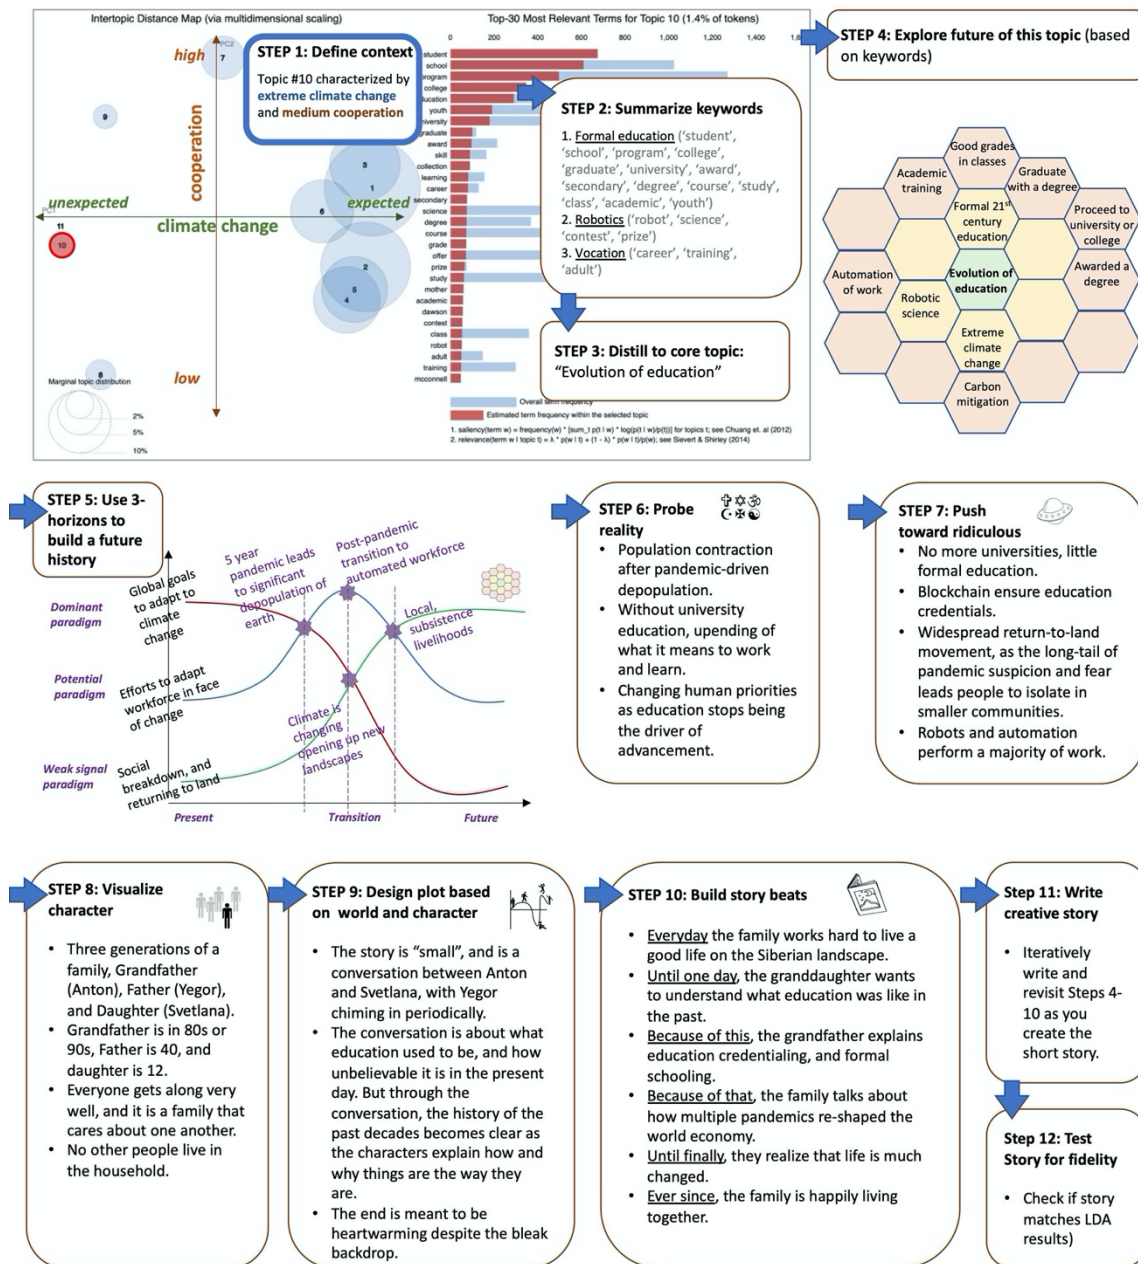 Intertopic Distance Map (via multidimensional scaling)
PC2
high
7
9
cooperation
3
1
6
unexpected
expected
PC1
climate change
11
10
2
5
4
low
8
Marginal topic distribution
2%
5%
10%
STEP 1: Define context
Topic #10 characterized by
extreme climate change
and medium cooperation
Top-30 Most Relevant Terms for Topic 10 (1.4% of tokens)
0
200
400
600
800
1,000
1,200
1,400
student
school
program
college
education
youth
university
graduate
award
skill
collection
learning
career
secondary
science
degree
course
grade
offer
prize
study
mother
academic
dawson
contest
class
robot
adult
training
mcconnell
Overall term frequency
Estimated term frequency within the selected topic
1. saliency(term w) = frequency(w) * [sum_t p(t | w) * log(p(t | w)/p(t))] for topics t; see Chuang et. al (2012)
2. relevance(term w | topic t) = λ * p(w | t) + (1 - λ) * p(w | t)/p(w); see Sievert & Shirley (2014)
STEP 2: Summarize keywords
1. Formal education (‘student’,
‘school’, ‘program’, ‘college’,
‘graduate’, ‘university’, ‘award’,
‘secondary’, ‘degree’, ‘course’, ‘study’,
‘class’, ‘academic’, ‘youth’)
2. Robotics (‘robot’, ‘science’,
‘contest’, ‘prize’)
3. Vocation (‘career’, ‘training’,
‘adult’)
STEP 3: Distill to core topic:
“Evolution of education”
STEP 4: Explore future of this topic (based
on keywords)
Good grades
in classes
Academic
training
Graduate
with a degree
Formal 21st
century
education
Proceed to
university or
college
Automation
of work
Evolution of
education
Awarded a
degree
Robotic
science
Extreme
climate
change
Carbon
mitigation
STEP 5: Use 3-
horizons to
build a future
history
Dominant
paradigm
Global goals
to adapt to
climate
change
5 year
pandemic leads
to significant
depopulation of
earth
Post-pandemic
transition to
automated workforce
Local,
subsistence
livelihoods
Potential
paradigm
Efforts to adapt
workforce in face
of change
Climate is
changing
opening up new
landscapes
Weak signal
paradigm
Social
breakdown, and
returning to land
Present
Transition
Future
STEP 6: Probe
reality
• Population contraction
after pandemic-driven
depopulation.
• Without university
education, upending of
what it means to work
and learn.
• Changing human priorities
as education stops being
the driver of
advancement.
STEP 7: Push
toward ridiculous
• No more universities, little
formal education.
• Blockchain ensure education
credentials.
• Widespread return-to-land
movement, as the long-tail of
pandemic suspicion and fear
leads people to isolate in
smaller communities.
• Robots and automation
perform a majority of work.
STEP 8: Visualize
character
• Three generations of a
family, Grandfather
(Anton), Father (Yegor),
and Daughter (Svetlana).
• Grandfather is in 80s or
90s, Father is 40, and
daughter is 12.
• Everyone gets along very
well, and it is a family that
cares about one another.
• No other people live in
the household.
STEP 9: Design plot based
on world and character
• The story is “small”, and is a
conversation between Anton
and Svetlana, with Yegor
chiming in periodically.
• The conversation is about what
education used to be, and how
unbelievable it is in the present
day. But through the
conversation, the history of the
past decades becomes clear as
the characters explain how and
why things are the way they
are.
• The end is meant to be
heartwarming despite the bleak
backdrop.
STEP 10: Build story beats
• Everyday the family works hard to live a
good life on the Siberian landscape.
• Until one day, the granddaughter wants
to understand what education was like in
the past.
• Because of this, the grandfather explains
education credentialing, and formal
schooling.
• Because of that, the family talks about
how multiple pandemics re-shaped the
world economy.
• Until finally, they realize that life is much
changed.
• Ever since, the family is happily living
together.
Step 11: Write
creative story
• Iteratively
write and
revisit Steps 4-
10 as you
create the
short story.
Step 12: Test
Story for fidelity
• Check if story
matches LDA
results)